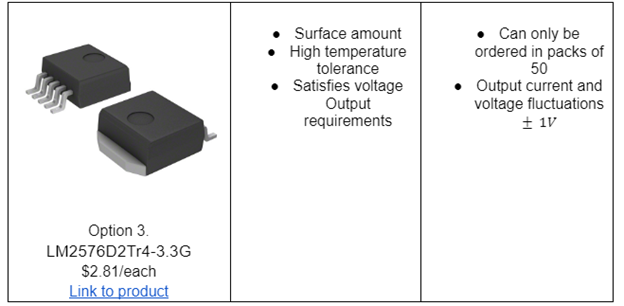 Option 3.
LM2576D2Tr4-3.3G
$2.81/each
Link to product
● Surface amount
● High temperature
tolerance
● Satisfies voltage
Output
requirements
● Can only be
ordered in packs of
50
● Output current and
voltage fluctuations
± 1V